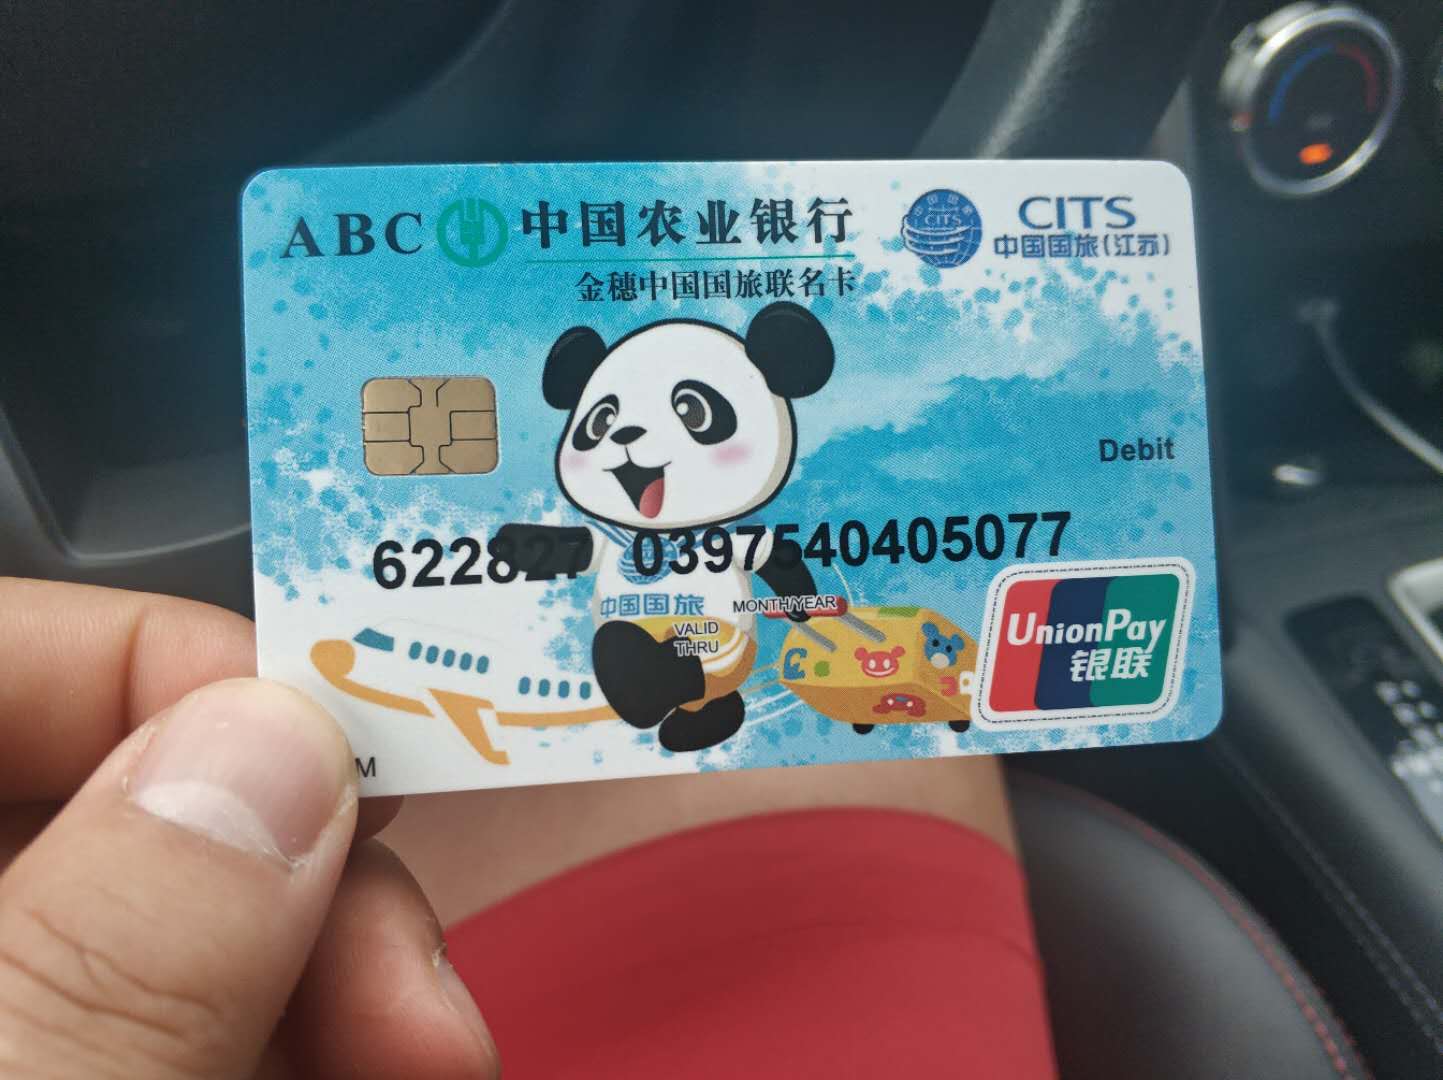 ABC 中国农业银行
金穗中国国旅联名卡
CITS
CITS
中国国旅(江苏)
Debit
622827 0397540405077
中国国旅
MONTH/YEAR
VALID
THRU
UnionPay
银联
M